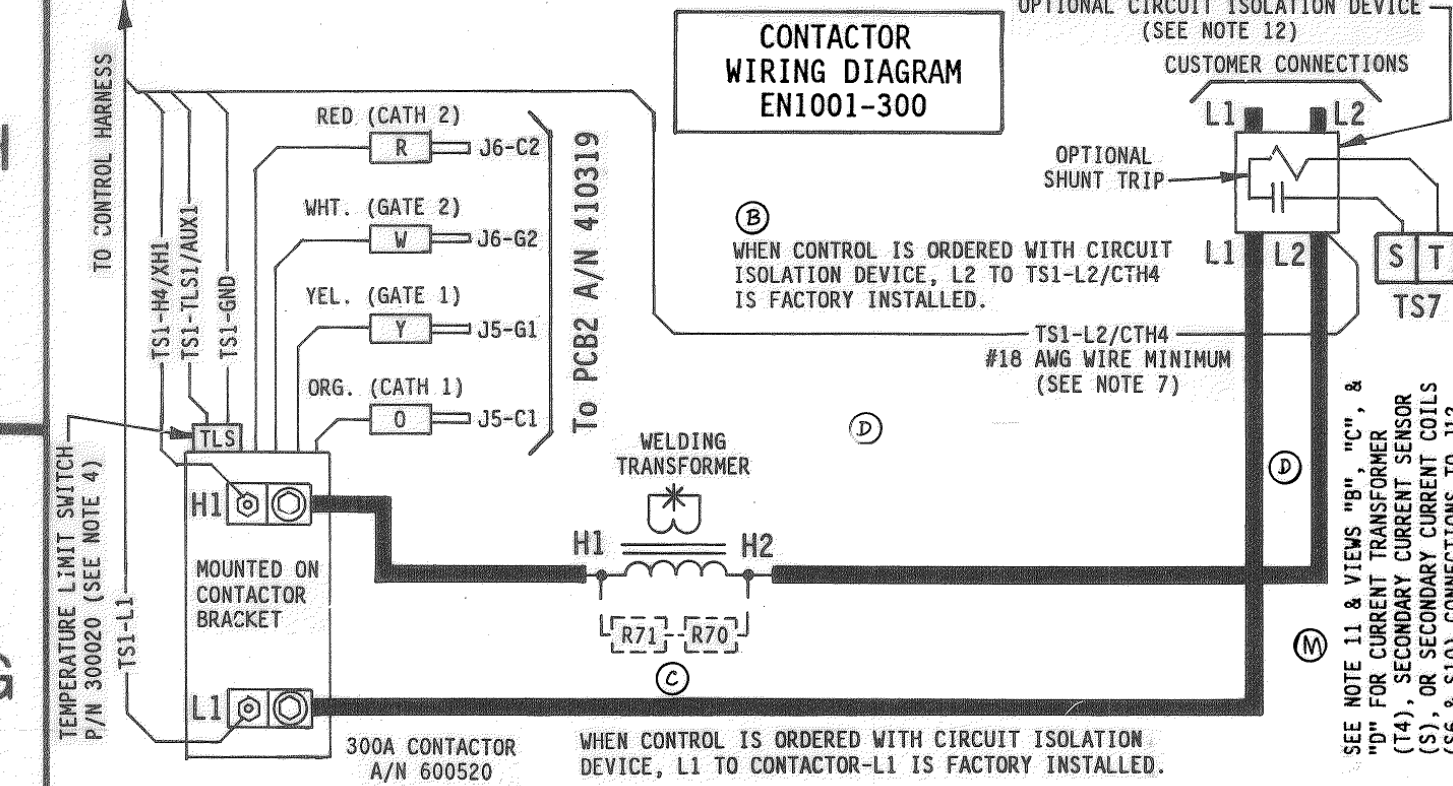 OPTIONAL CIRCUIT ISOLATION DEVICE
(SEE NOTE 12)
CONTACTOR
WIRING DIAGRAM
EN1001-300
CUSTOMER CONNECTIONS
L1
L2
OPTIONAL
SHUNT TRIP
L1
L2
S
T
TS7
TO CONTROL HARNESS
TS1-H4/XH1
TS1-TLS1/AUX1
TS1-GND
RED (CATH 2)
R
J6-C2
WHT. (GATE 2)
W
J6-G2
YEL. (GATE 1)
Y
J5-G1
ORG. (CATH 1)
O
J5-C1
To PCB2 A/N 410319
B
WHEN CONTROL IS ORDERED WITH CIRCUIT
ISOLATION DEVICE, L2 TO TS1-L2/CTH4
IS FACTORY INSTALLED.
TS1-L2/CTH4
#18 AWG WIRE MINIMUM
(SEE NOTE 7)
D
D
M
TLS
TEMPERATURE LIMIT SWITCH
P/N 300020 (SEE NOTE 4)
TS1-L1
H1
MOUNTED ON
CONTACTOR
BRACKET
L1
300A CONTACTOR
A/N 600520
WELDING
TRANSFORMER
H1
H2
R71
R70
C
WHEN CONTROL IS ORDERED WITH CIRCUIT ISOLATION
DEVICE, L1 TO CONTACTOR-L1 IS FACTORY INSTALLED.
SEE NOTE 11 & VIEWS "B", "C", &
"D" FOR CURRENT TRANSFORMER
(T4), SECONDARY CURRENT SENSOR
(S), OR SECONDARY CURRENT COILS
(S6 & S10) CONNECTIONS TO J12